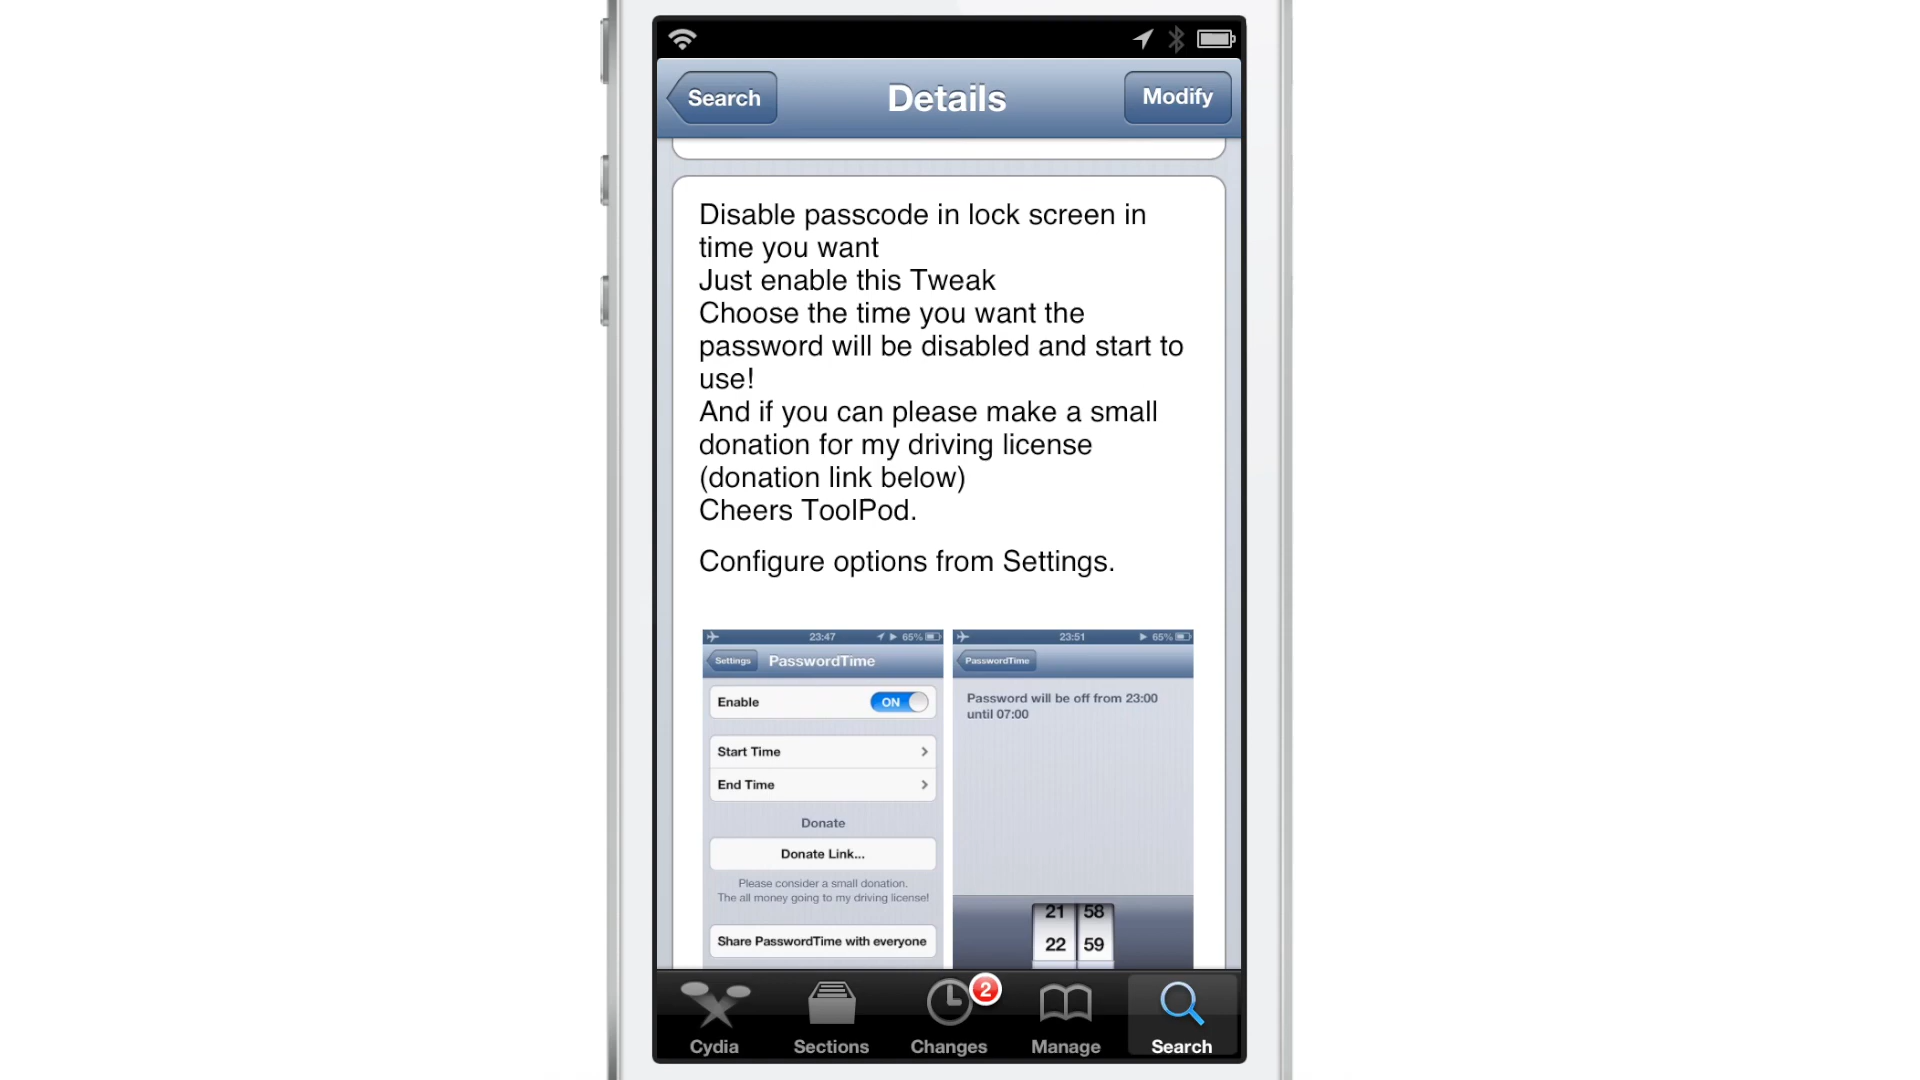 Search
Details
Modify
Disable passcode in lock screen in
time you want
Just enable this Tweak
Choose the time you want the
password will be disabled and start to
use!
And if you can please make a small
donation for my driving license
(donation link below)
Cheers ToolPod.
Configure options from Settings.
23:47
65%
Settings
PasswordTime
Enable
ON
Start Time
End Time
Donate
Donate Link...
Please consider a small donation.
The all money going to my driving license!
Share PasswordTime with everyone
23:51
65%
PasswordTime
Password will be off from 23:00
until 07:00
21 58
22 59
2
Cydia
Sections
Changes
Manage
Search